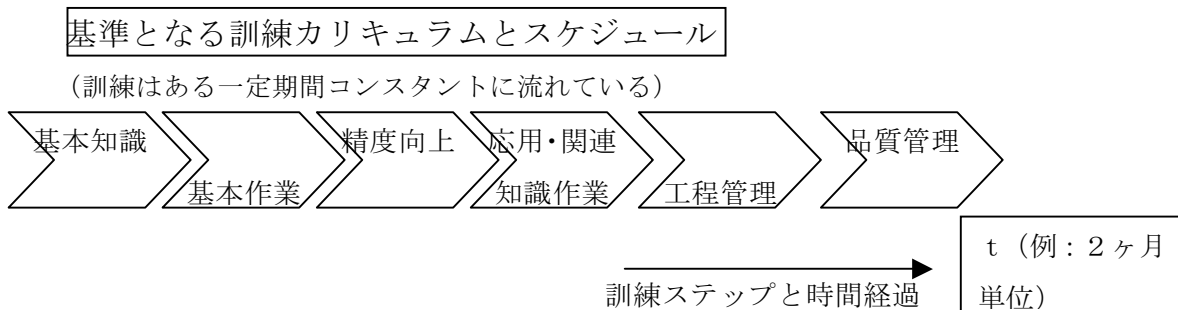 基準となる訓練カリキュラムとスケジュール
(訓練はある一定期間コンスタントに流れている)
基本知識
基本作業
精度向上
応用・関連
知識作業
工程管理
品質管理
訓練ステップと時間経過
t(例:2ヶ月
単位)